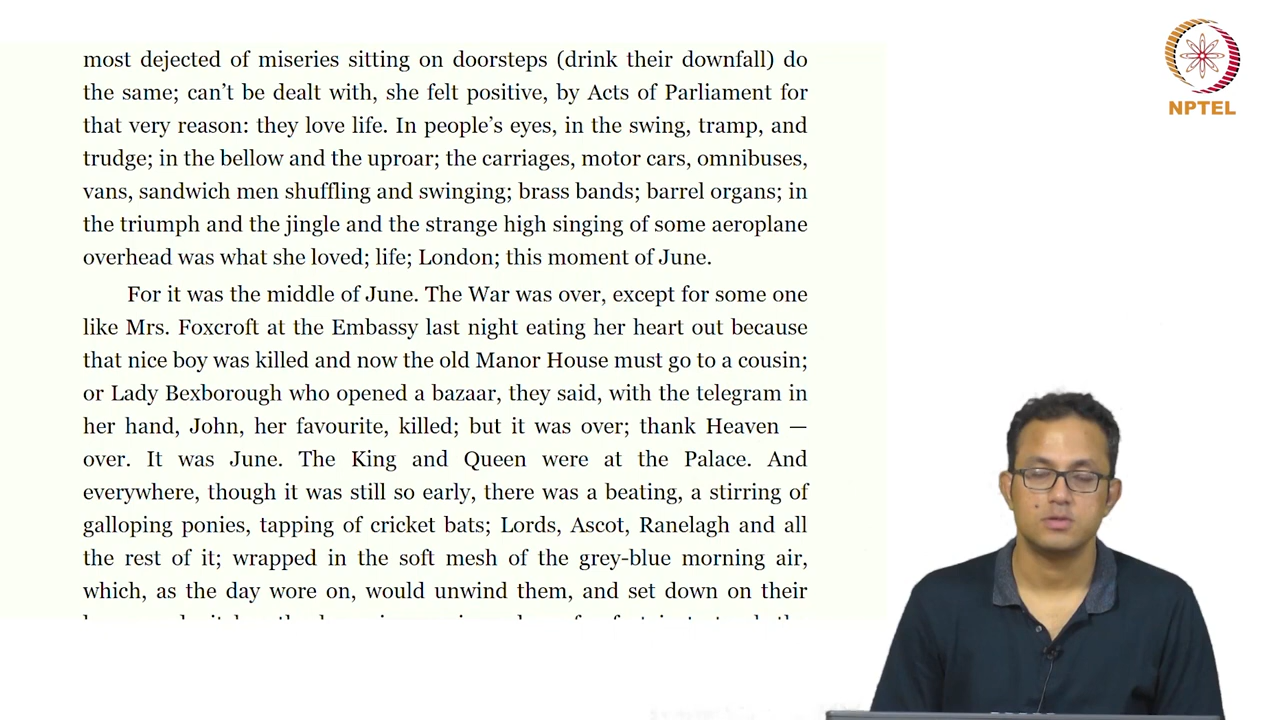 most dejected of miseries sitting on doorsteps (drink their downfall) do
the same; can’t be dealt with, she felt positive, by Acts of Parliament for
that very reason: they love life. In people’s eyes, in the swing, tramp, and
trudge; in the bellow and the uproar; the carriages, motor cars, omnibuses,
vans, sandwich men shuffling and swinging; brass bands; barrel organs; in
the triumph and the jingle and the strange high singing of some aeroplane
overhead was what she loved; life; London; this moment of June.
For it was the middle of June. The War was over, except for some one
like Mrs. Foxcroft at the Embassy last night eating her heart out because
that nice boy was killed and now the old Manor House must go to a cousin;
or Lady Bexborough who opened a bazaar, they said, with the telegram in
her hand, John, her favourite, killed; but it was over; thank Heaven —
over. It was June. The King and Queen were at the Palace. And
everywhere, though it was still so early, there was a beating, a stirring of
galloping ponies, tapping of cricket bats; Lords, Ascot, Ranelagh and all
the rest of it; wrapped in the soft mesh of the grey-blue morning air,
which, as the day wore on, would unwind them, and set down on their
NPTEL